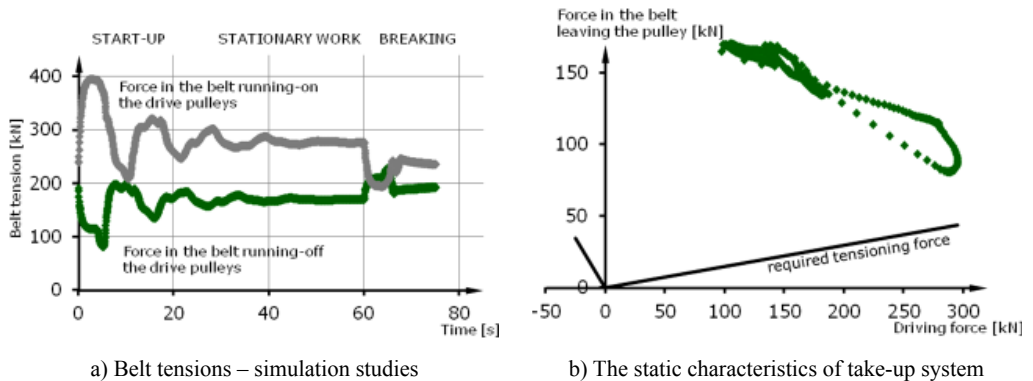 START-UP STATIONARY WORK BREAKING
400
300
200
100
0
Belt tension [kN]
Force in the belt running-on
the drive pulleys
Force in the belt running-off
the drive pulleys
0 20 40 60 80
Time [s]
a) Belt tensions – simulation studies
Force in the belt
leaving the pulley [kN]
150
100
50
0
required tensioning force
-50 0 50 100 150 200 250 300
Driving force [kN]
b) The static characteristics of take-up system